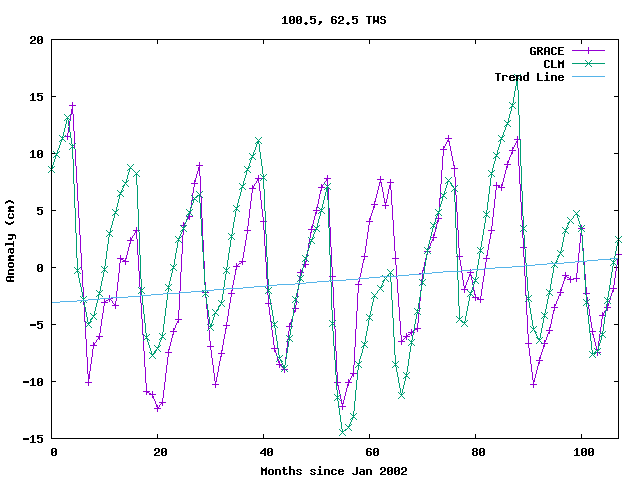 100.5, 62.5 TWS
GRACE
CLM
Trend Line
20
15
10
5
0
-5
-10
-15
Anomaly (cm)
0 20 40 60 80 100
Months since Jan 2002